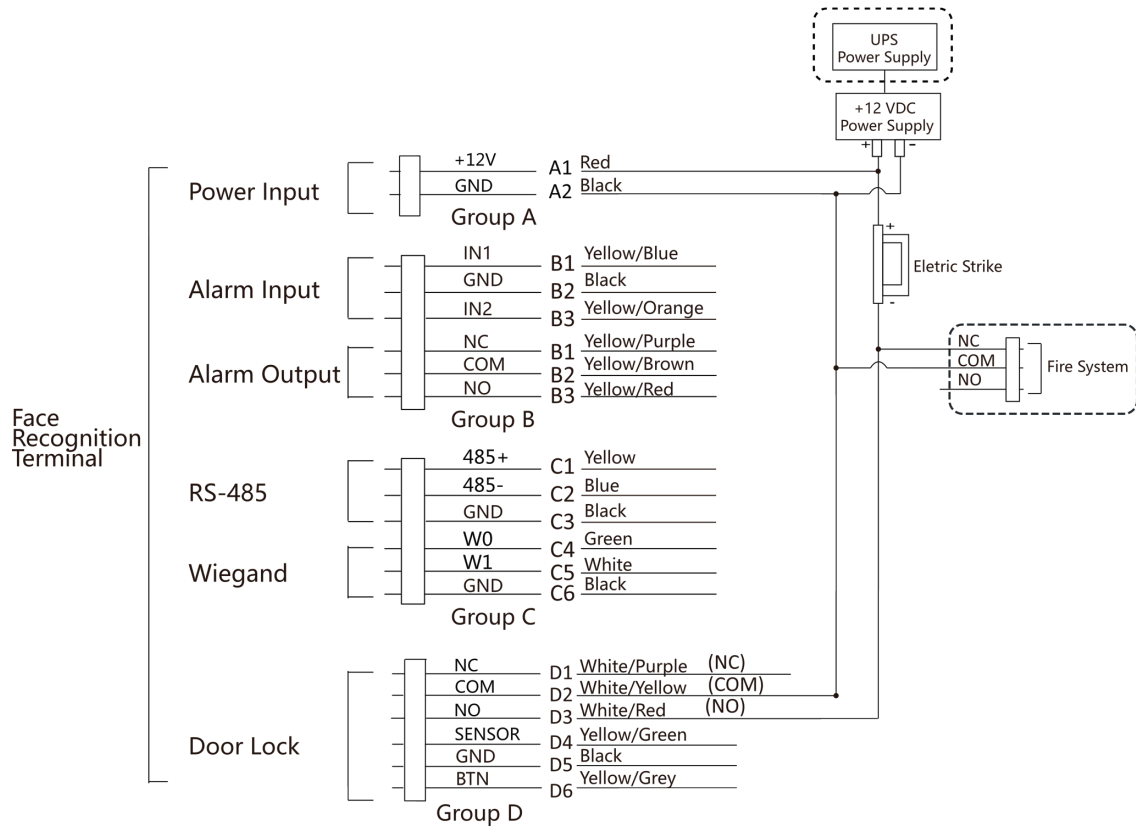 UPS
Power Supply
+12 VDC
Power Supply
+ -
Face
Recognition
Terminal
Power Input
+12V A1 Red
GND A2 Black
Group A
+
Eletric Strike
-
Alarm Input
IN1 B1 Yellow/Blue
GND B2 Black
IN2 B3 Yellow/Orange
Alarm Output
NC B1 Yellow/Purple
COM B2 Yellow/Brown
NO B3 Yellow/Red
Group B
NC
COM
NO
Fire System
RS-485
485+ C1 Yellow
485- C2 Blue
GND C3 Black
Wiegand
W0 C4 Green
W1 C5 White
GND C6 Black
Group C
Door Lock
NC D1 White/Purple (NC)
COM D2 White/Yellow (COM)
NO D3 White/Red (NO)
SENSOR D4 Yellow/Green
GND D5 Black
BTN D6 Yellow/Grey
Group D